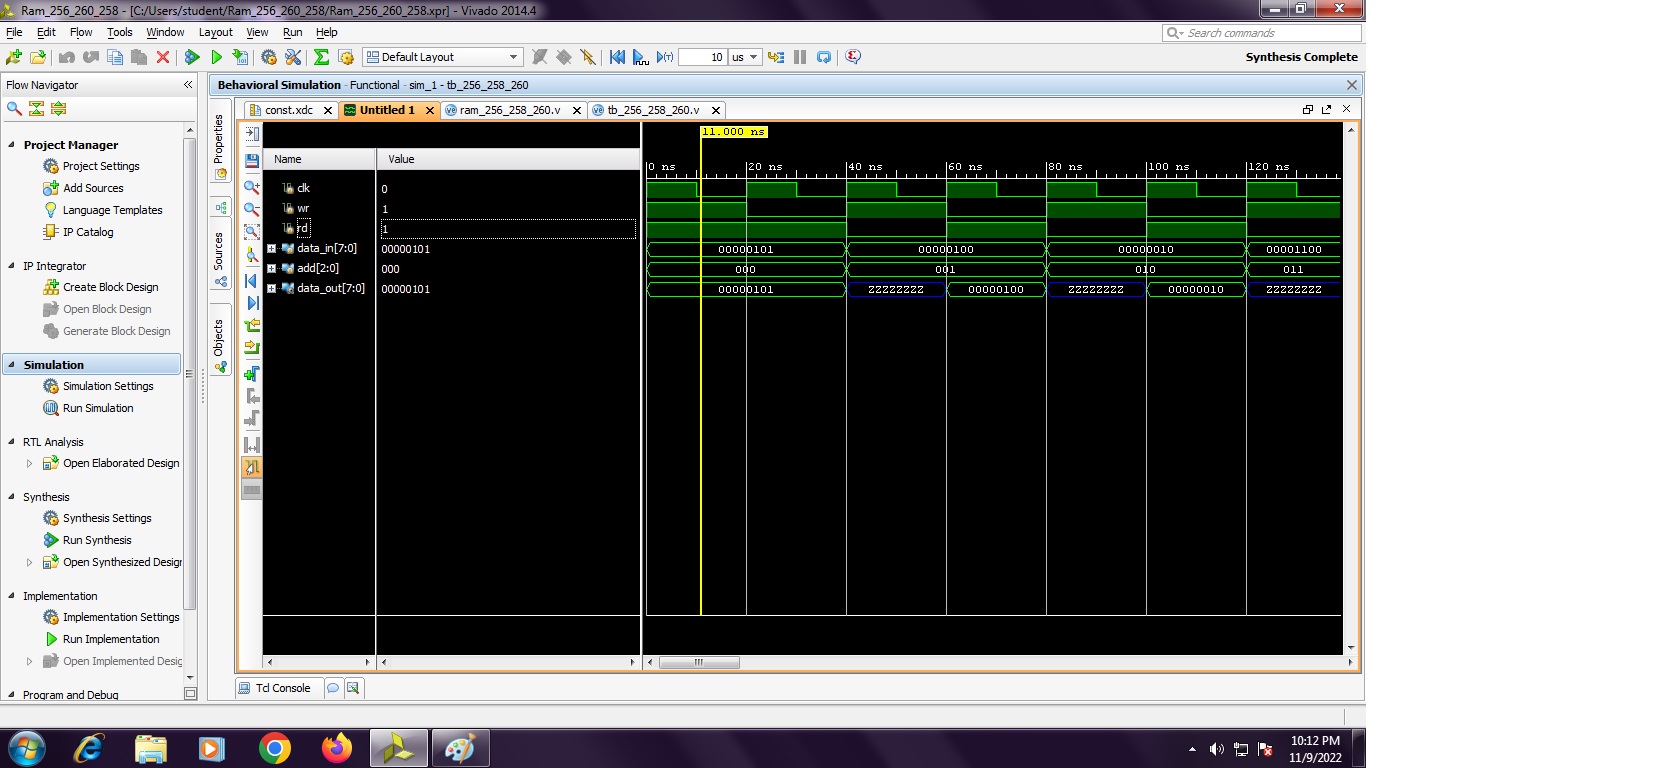 Ram_256_260_258 - [C:/Users/student/Ram_256_260_258/Ram_256_260_258.xpr] - Vivado 2014.4
File Edit Flow Tools Window Layout View Run Help
Search commands
Default Layout
10 us
Synthesis Complete
Flow Navigator
Behavioral Simulation - Functional - sim_1 - tb_256_258_260
const.xdc Untitled 1 ram_256_258_260.v tb_256_258_260.v
Properties
Sources
Objects
Project Manager
Project Settings
Add Sources
Language Templates
IP Catalog
IP Integrator
Create Block Design
Open Block Design
Generate Block Design
Simulation
Simulation Settings
Run Simulation
RTL Analysis
Open Elaborated Design
Synthesis
Synthesis Settings
Run Synthesis
Open Synthesized Desigr
Implementation
Implementation Settings
Run Implementation
Open Implemented Desig
Program and Debug
11.000 ns
Name Value
0 ns 20 ns 40 ns 60 ns 80 ns 100 ns 120 ns
clk 0
wr 1
rd 1
data_in[7:0] 00000101 00000101 00000100 00000010 00001100
add[2:0] 000 000 001 010 011
data_out[7:0] 00000101 00000101 ZZZZZZZZ 00000100 ZZZZZZZZ 00000010 ZZZZZZZZ
Tcl Console
10:12 PM
11/9/2022